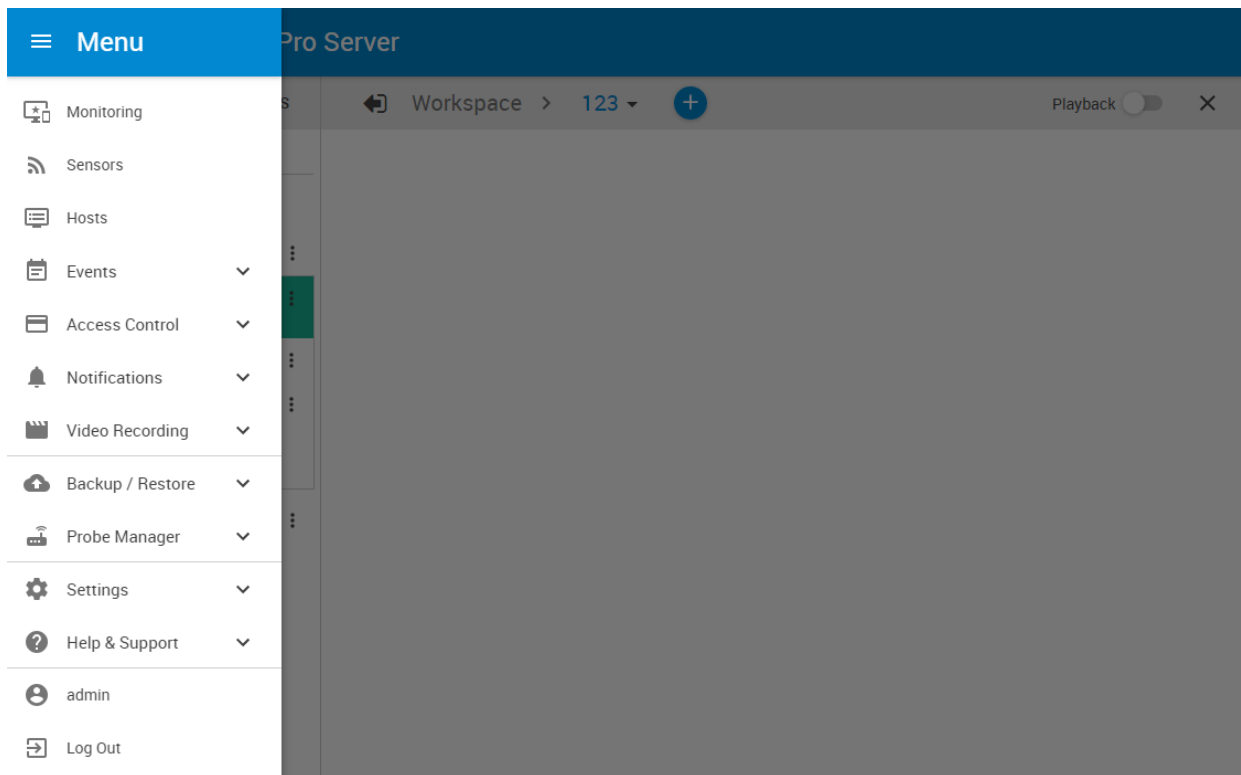 Menu
Pro Server
Monitoring
Sensors
Hosts
Events
Access Control
Notifications
Video Recording
Backup / Restore
Probe Manager
Settings
Help & Support
admin
Log Out
S
Workspace > 123
Playback